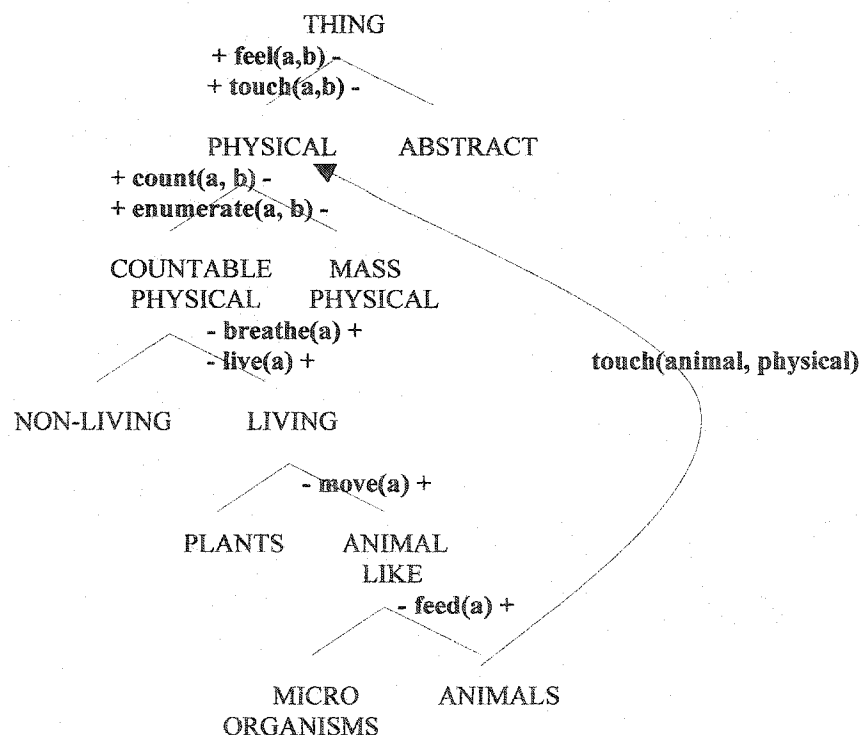 THING
+ feel(a,b) -
+ touch(a,b) -
PHYSICAL ABSTRACT
+ count(a, b) -
+ enumerate(a, b) -
COUNTABLE PHYSICAL MASS PHYSICAL
- breathe(a) +
- live(a) +
touch(animal, physical)
NON-LIVING LIVING
- move(a) +
PLANTS ANIMAL LIKE
- feed(a) +
MICRO ORGANISMS ANIMALS